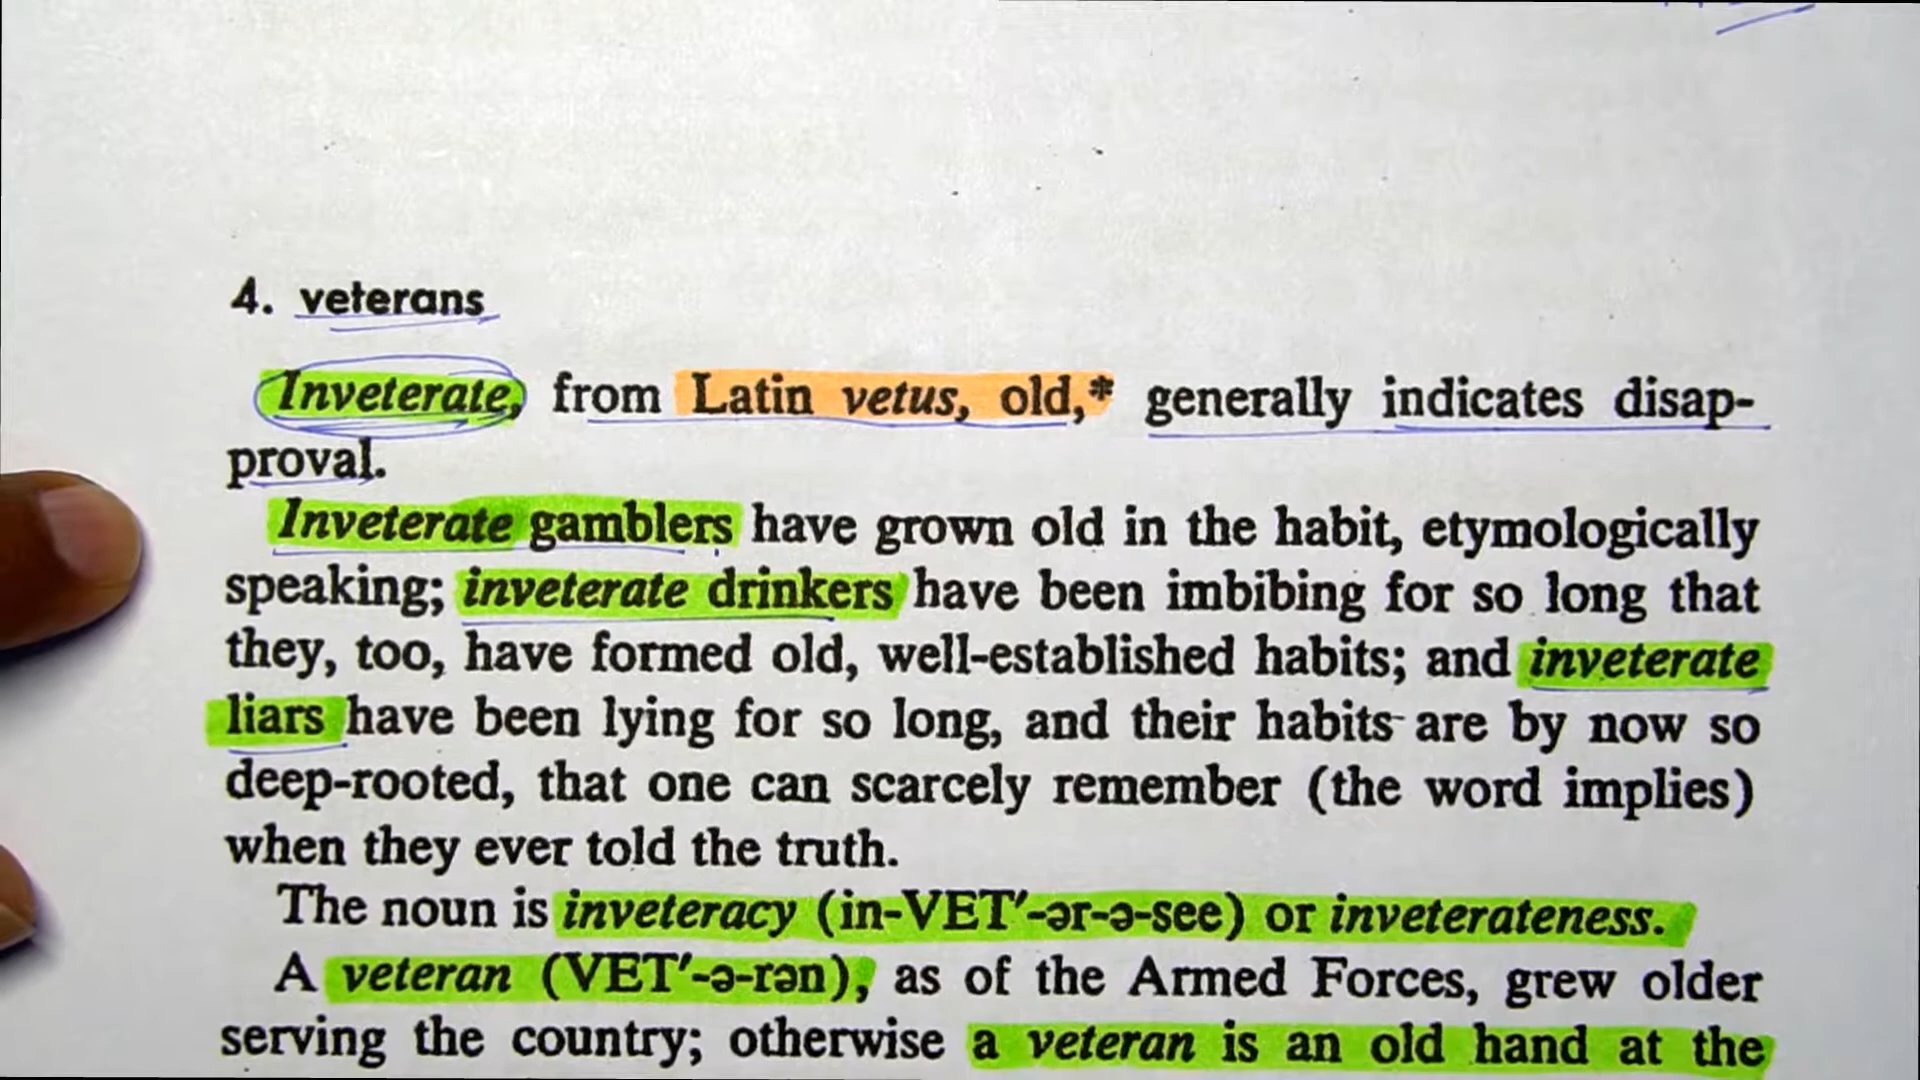 4. veterans
Inveterate, from Latin vetus, old,* generally indicates disap-
proval.
Inveterate gamblers have grown old in the habit, etymologically
speaking; inveterate drinkers have been imbibing for so long that
they, too, have formed old, well-established habits; and inveterate
liars have been lying for so long, and their habits are by now so
deep-rooted, that one can scarcely remember (the word implies)
when they ever told the truth.
The noun is inveteracy (in-VET′-ər-ə-see) or inveterateness.
A veteran (VET′-ə-rən), as of the Armed Forces, grew older
serving the country; otherwise a veteran is an old hand at the